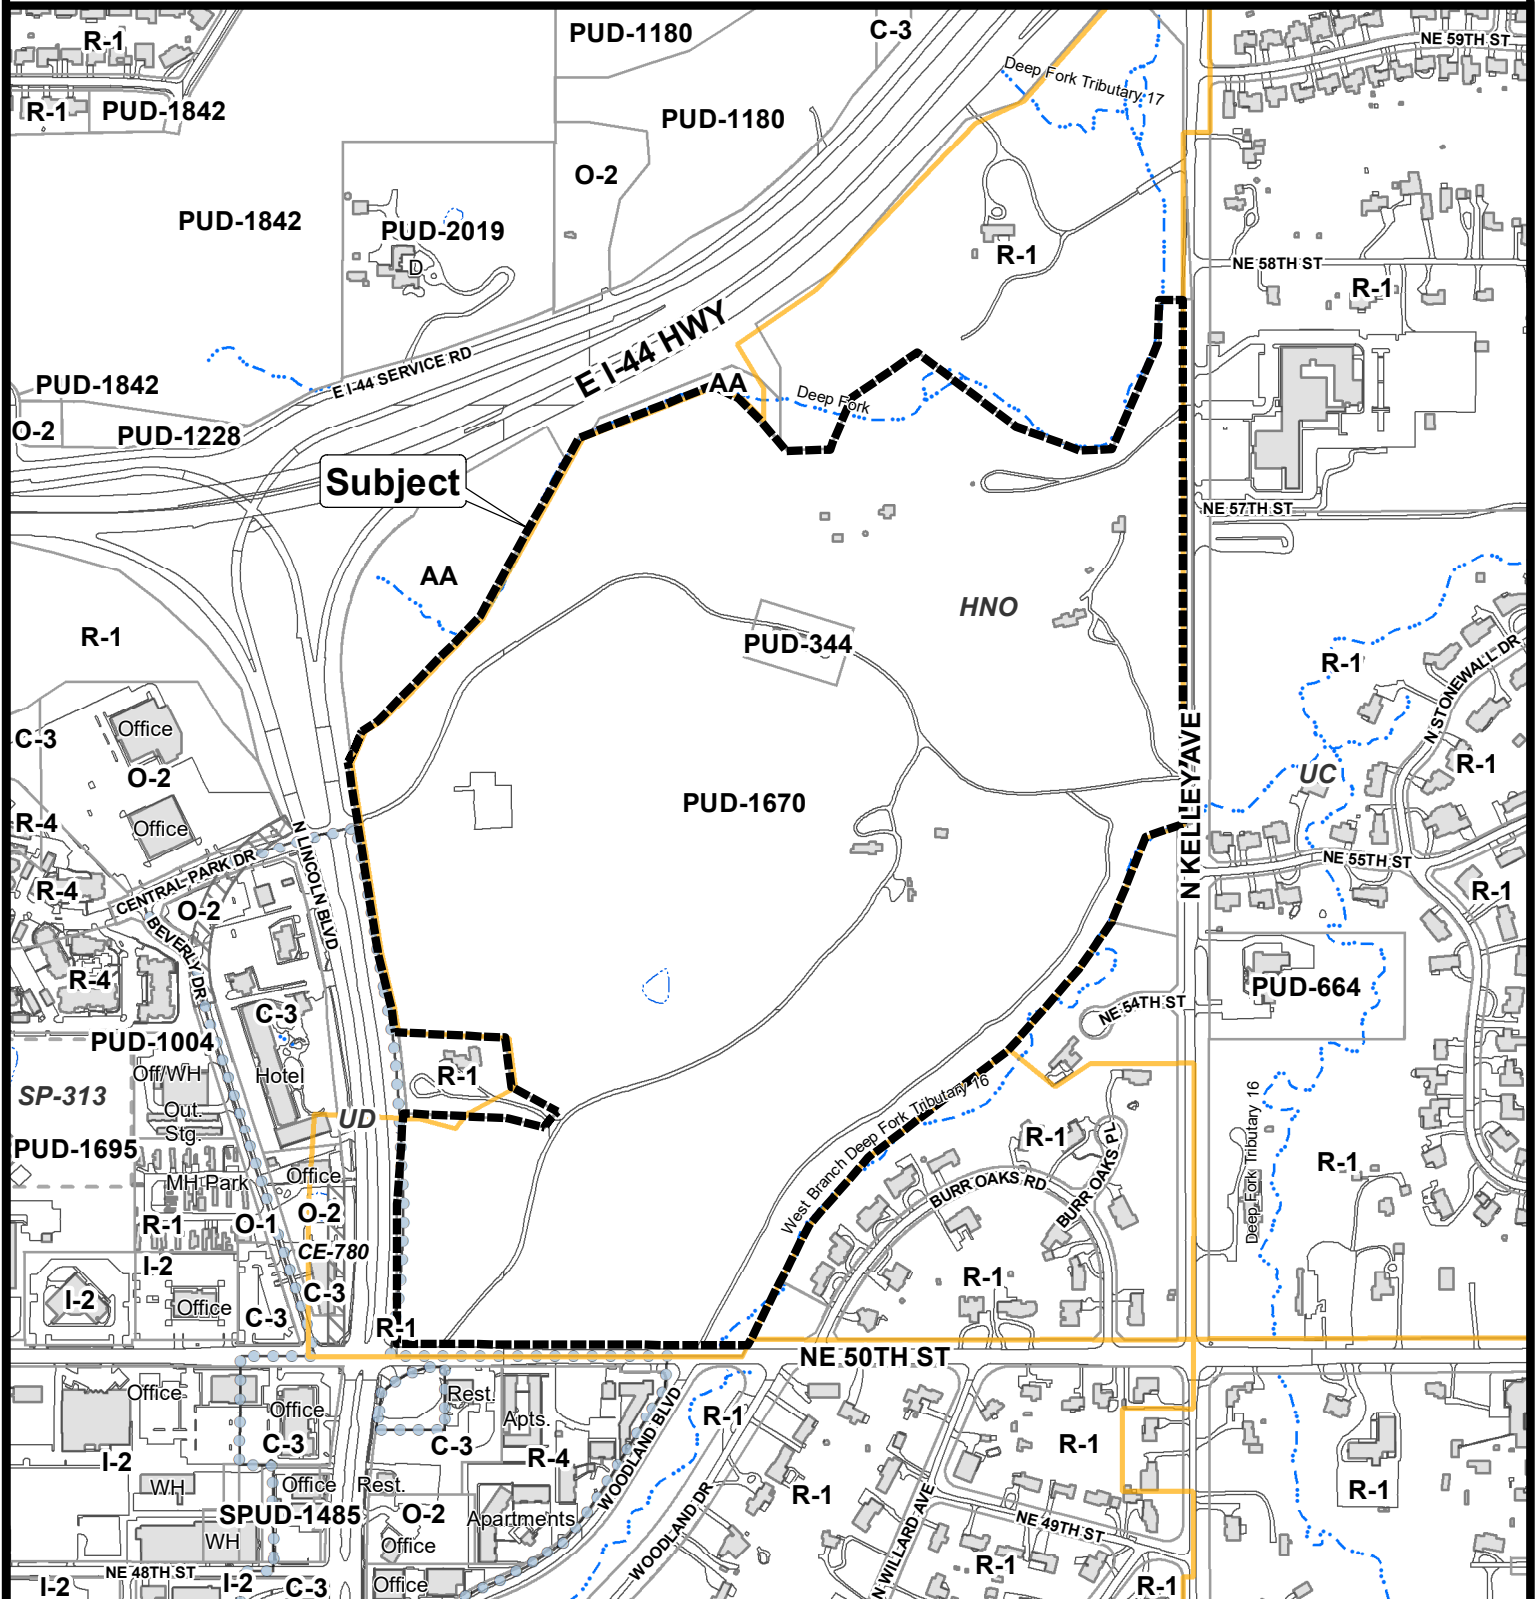 R-1
PUD-1180
C-3
NE 59TH ST
Deep Fork Tributary 17
R-1
PUD-1842
PUD-1180
O-2
PUD-1842
PUD-2019
D
R-1
NE 58TH ST
R-1
E I-44 HWY
E I-44 SERVICE RD
PUD-1842
AA
Deep Fork
O-2
PUD-1228
Subject
NE 57TH ST
AA
HNO
R-1
PUD-344
R-1
N STONEWALL DR
C-3
Office
O-2
N KELLEY AVE
UC
R-1
PUD-1670
R-4
Office
N LINCOLN BLVD
CENTRAL PARK DR
NE 55TH ST
R-4
O-2
R-1
BEVERLY DR
R-4
PUD-664
C-3
NE 54TH ST
PUD-1004
Off/WH
Hotel
R-1
SP-313
Out.
Stg.
UD
West Branch Deep Fork Tributary 16
Deep Fork Tributary 16
R-1
BURR OAKS PL
PUD-1695
MH Park
Office
R-1
BURR OAKS RD
R-1
O-1
O-2
CE-780
I-2
R-1
I-2
Office
C-3
C-3
R-1
NE 50TH ST
Office
Rest.
Office
Apts.
WOODLAND BLVD
R-1
C-3
C-3
R-1
I-2
R-4
WH
Office
Rest.
R-1
R-1
SPUD-1485
O-2
Apartments
WOODLAND DR
N WILLARD AVE
NE 49TH ST
WH
Office
NE 48TH ST
R-1
I-2
I-2
C-3
Office
R-1